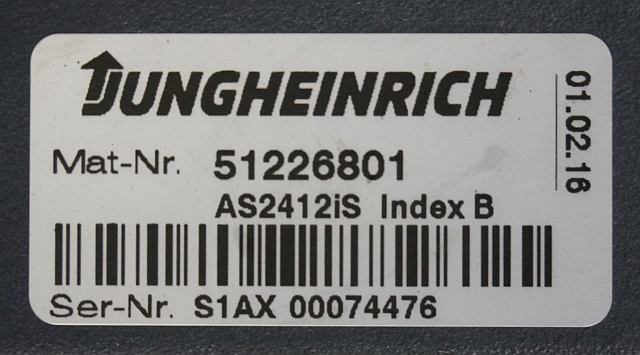 JUNGHEINRICH
Mat-Nr. 51226801
AS2412iS Index B
Ser-Nr. S1AX 00074476
01.02.16